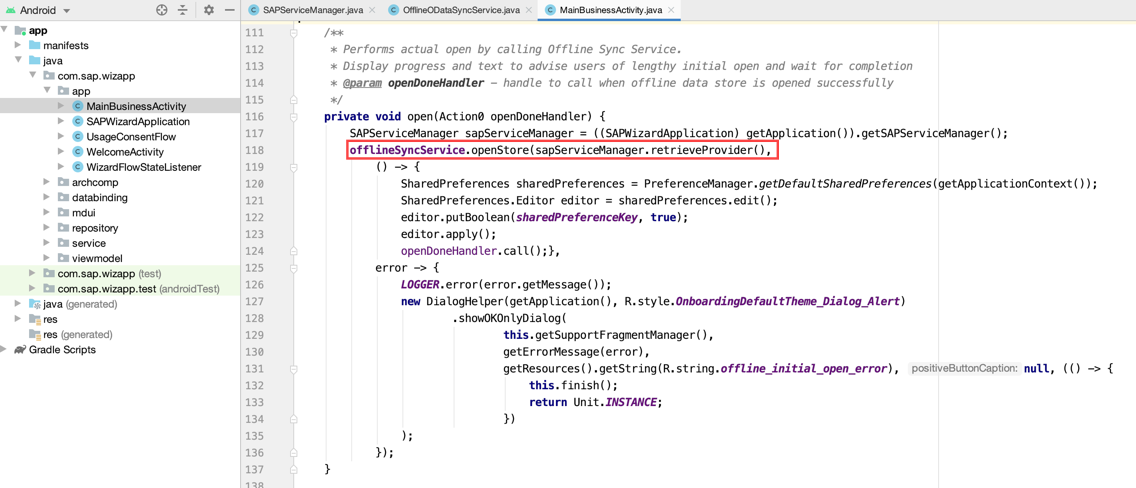 Android
app
manifests
java
com.sap.wizapp
app
MainBusinessActivity
SAPWizardApplication
UsageConsentFlow
WelcomeActivity
WizardFlowStateListener
archcomp
databinding
mdui
repository
service
viewmodel
com.sap.wizapp (test)
com.sap.wizapp.test (androidTest)
java (generated)
res
res (generated)
Gradle Scripts
SAPServiceManager.java
OfflineODataSyncService.java
MainBusinessActivity.java
111 /**
112 * Performs actual open by calling Offline Sync Service.
113 * Display progress and text to advise users of lengthy initial open and wait for completion
114 * @param openDoneHandler – handle to call when offline data store is opened successfully
115 */
116 private void open(Action0 openDoneHandler) {
117 SAPServiceManager sapServiceManager = ((SAPWizardApplication) getApplication()).getSAPServiceManager();
118 offlineSyncService.openStore(sapServiceManager.retrieveProvider(),
119 () -> {
120 SharedPreferences sharedPreferences = PreferenceManager.getDefaultSharedPreferences(getApplicationContext());
121 SharedPreferences.Editor editor = sharedPreferences.edit();
122 editor.putBoolean(sharedPreferenceKey, true);
123 editor.apply();
124 openDoneHandler.call();},
125 error -> {
126 LOGGER.error(error.getMessage());
127 new DialogHelper(getApplication(), R.style.OnboardingDefaultTheme_Dialog_Alert)
128 .showOKOnlyDialog(
129 this.getSupportFragmentManager(),
130 getErrorMessage(error),
131 getResources().getString(R.string.offline_initial_open_error), positiveButtonCaption: null, (() -> {
132 this.finish();
133 return Unit.INSTANCE;
134 })
135 );
136 });
137 }
138